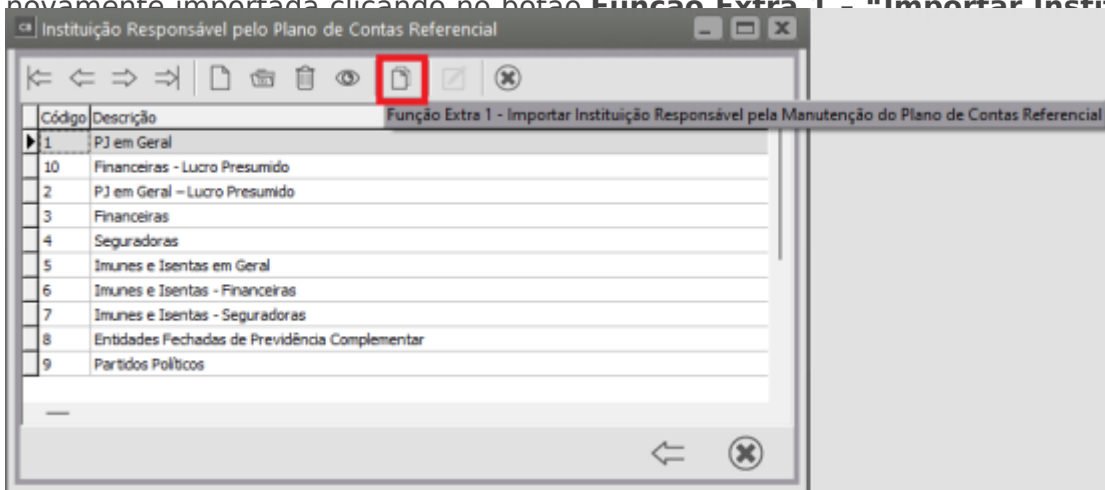 novamente importada clicando no botão Função Extra 1 - "Importar Instit
Instituição Responsável pelo Plano de Contas Referencial
Função Extra 1 - Importar Instituição Responsável pela Manutenção do Plano de Contas Referencial
Código Descrição
1 PJ em Geral
10 Financeiras - Lucro Presumido
2 PJ em Geral – Lucro Presumido
3 Financeiras
4 Seguradoras
5 Imunes e Isentas em Geral
6 Imunes e Isentas - Financeiras
7 Imunes e Isentas - Seguradoras
8 Entidades Fechadas de Previdência Complementar
9 Partidos Políticos